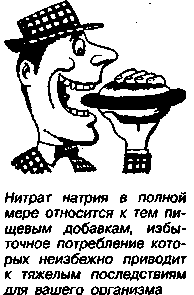 Нитрат натрия в полной
мере относится к тем пи-
щевым добавкам, избы-
точное потребление кото-
рых неизбежно приводит
к тяжелым последствиям
для вашего организма